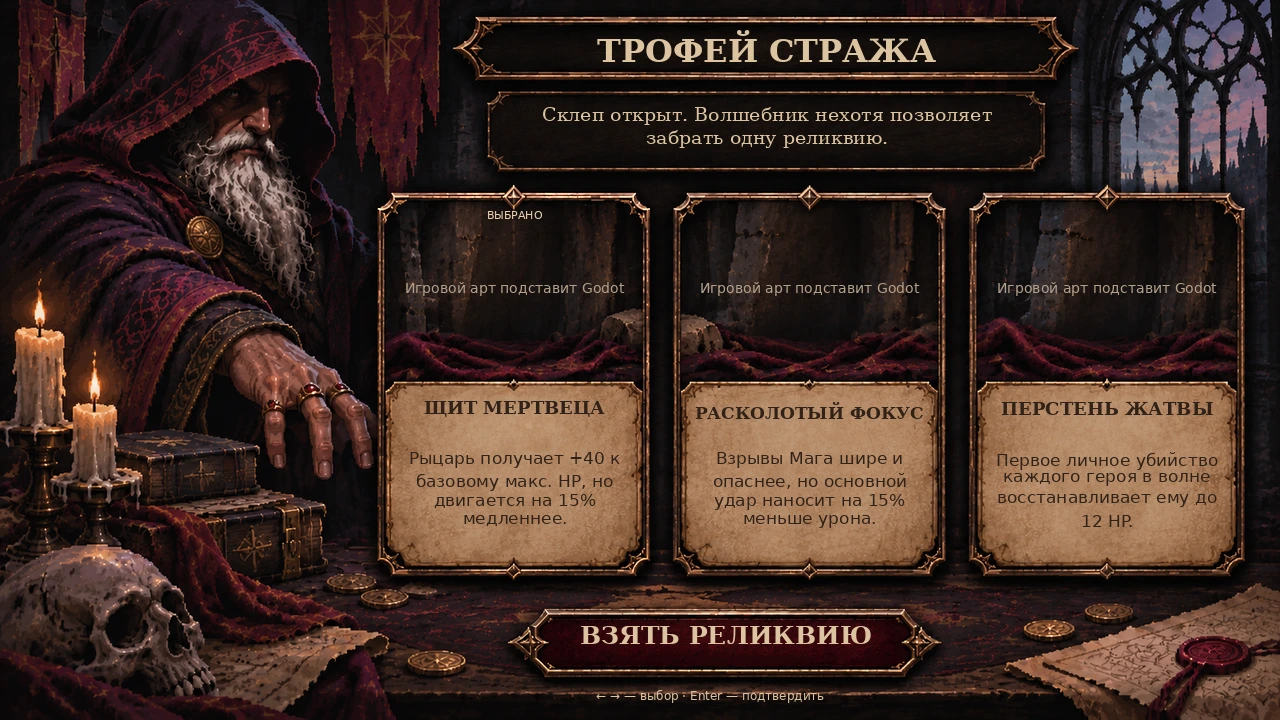 ТРОФЕЙ СТРАЖА
Склеп открыт. Волшебник нехотя позволяет
забрать одну реликвию.
ВЫБРАНО
Игровой арт подставит Godot
ЩИТ МЕРТВЕЦА
Рыцарь получает +40 к
базовому макс. HP, но
двигается на 15%
медленнее.
Игровой арт подставит Godot
РАСКОЛОТЫЙ ФОКУС
Взрывы Мага шире и
опаснее, но основной
удар наносит на 15%
меньше урона.
Игровой арт подставит Godot
ПЕРСТЕНЬ ЖАТВЫ
Первое личное убийство
каждого героя в волне
восстанавливает ему до
12 HP.
ВЗЯТЬ РЕЛИКВИЮ
← → — выбор · Enter — подтвердить